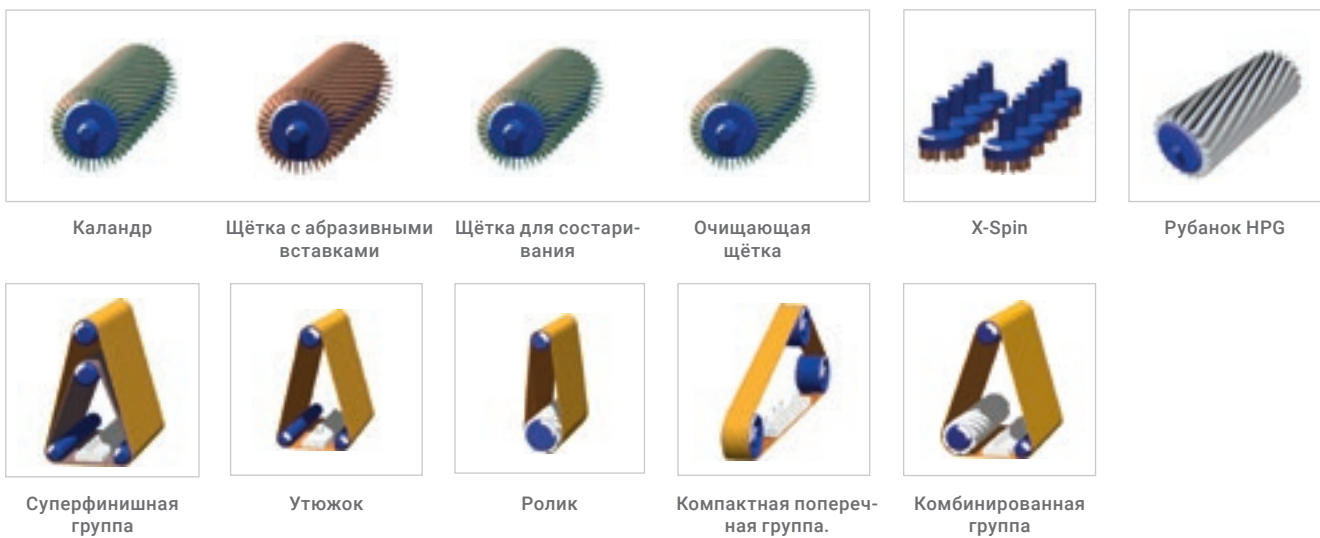 Каландр
Щётка с абразивными
вставками
Щётка для состари-
вания
Очищающая
щётка
X-Spin
Рубанок HPG
Суперфинишная
группа
Утюжок
Ролик
Компактная попереч-
ная группа.
Комбинированная
группа